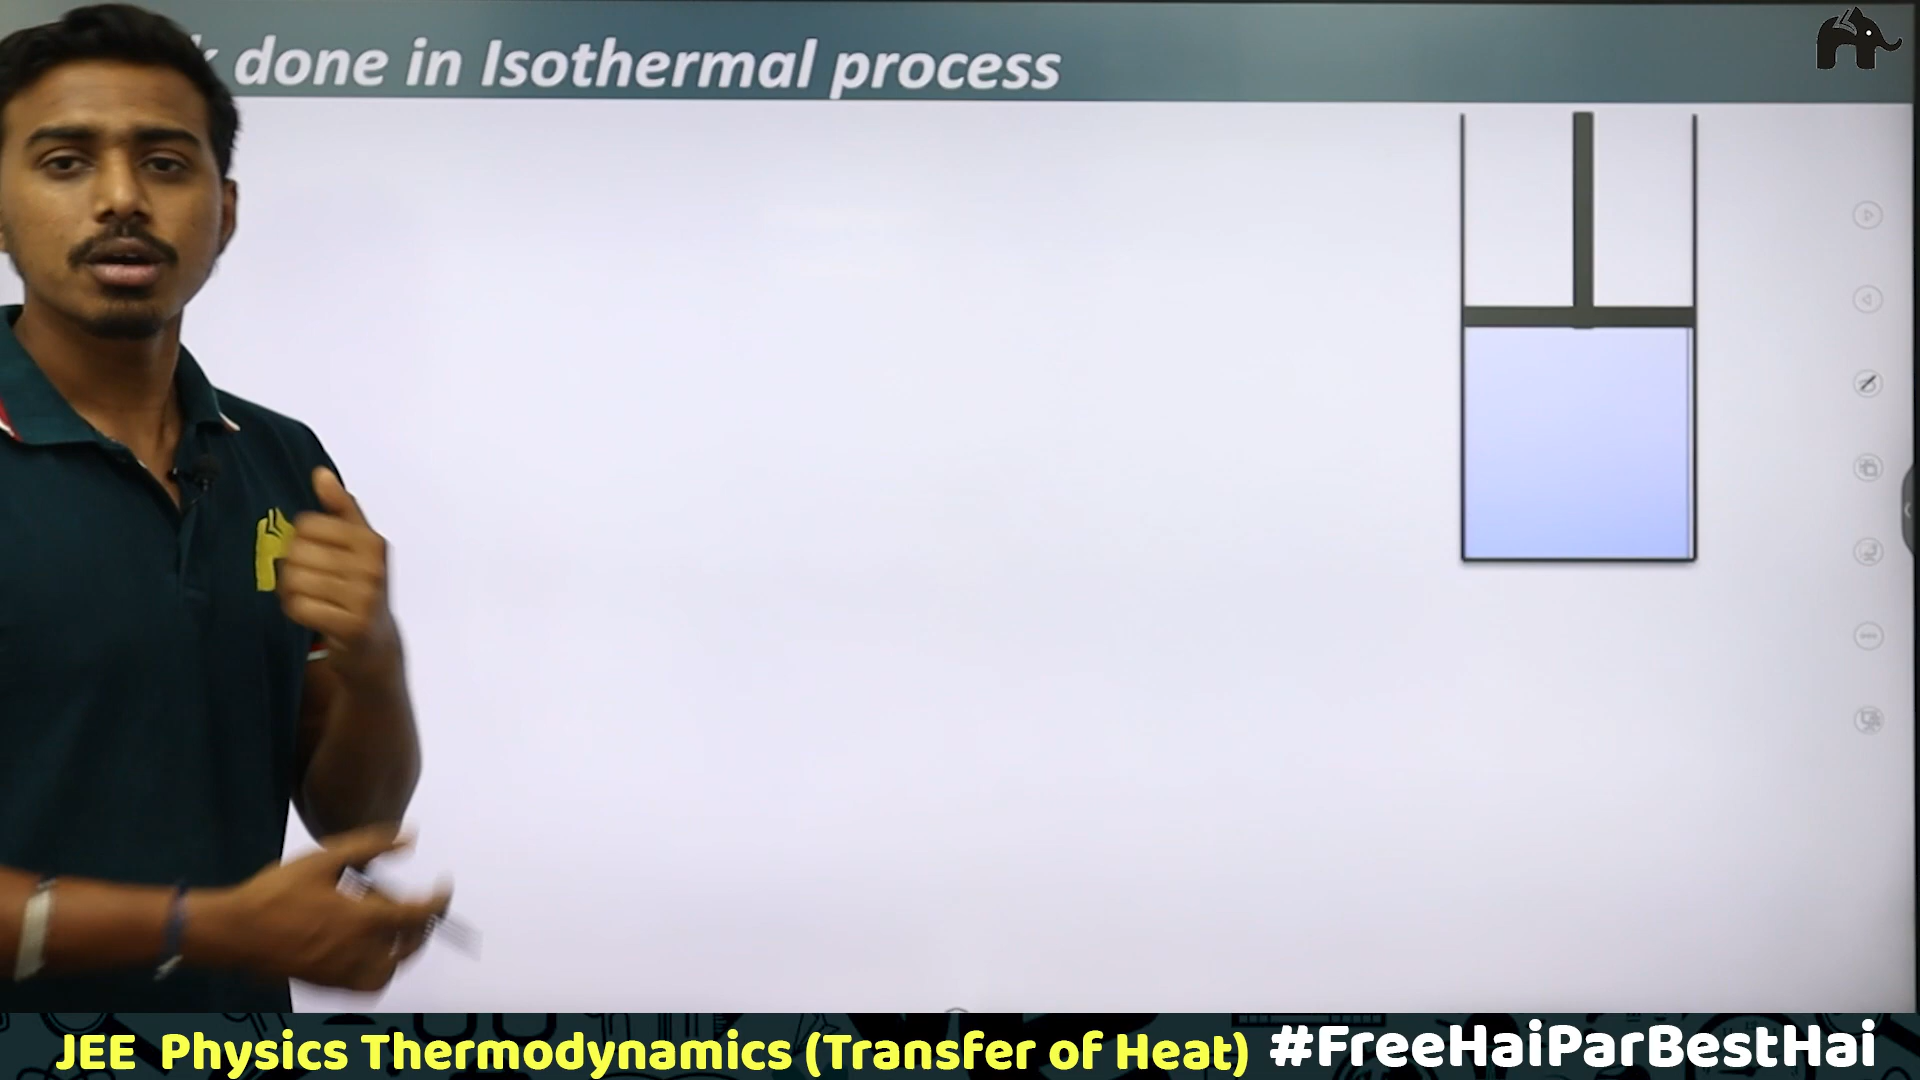 done in Isothermal process
JEE Physics Thermodynamics (Transfer of Heat) #FreeHaiParBestHai